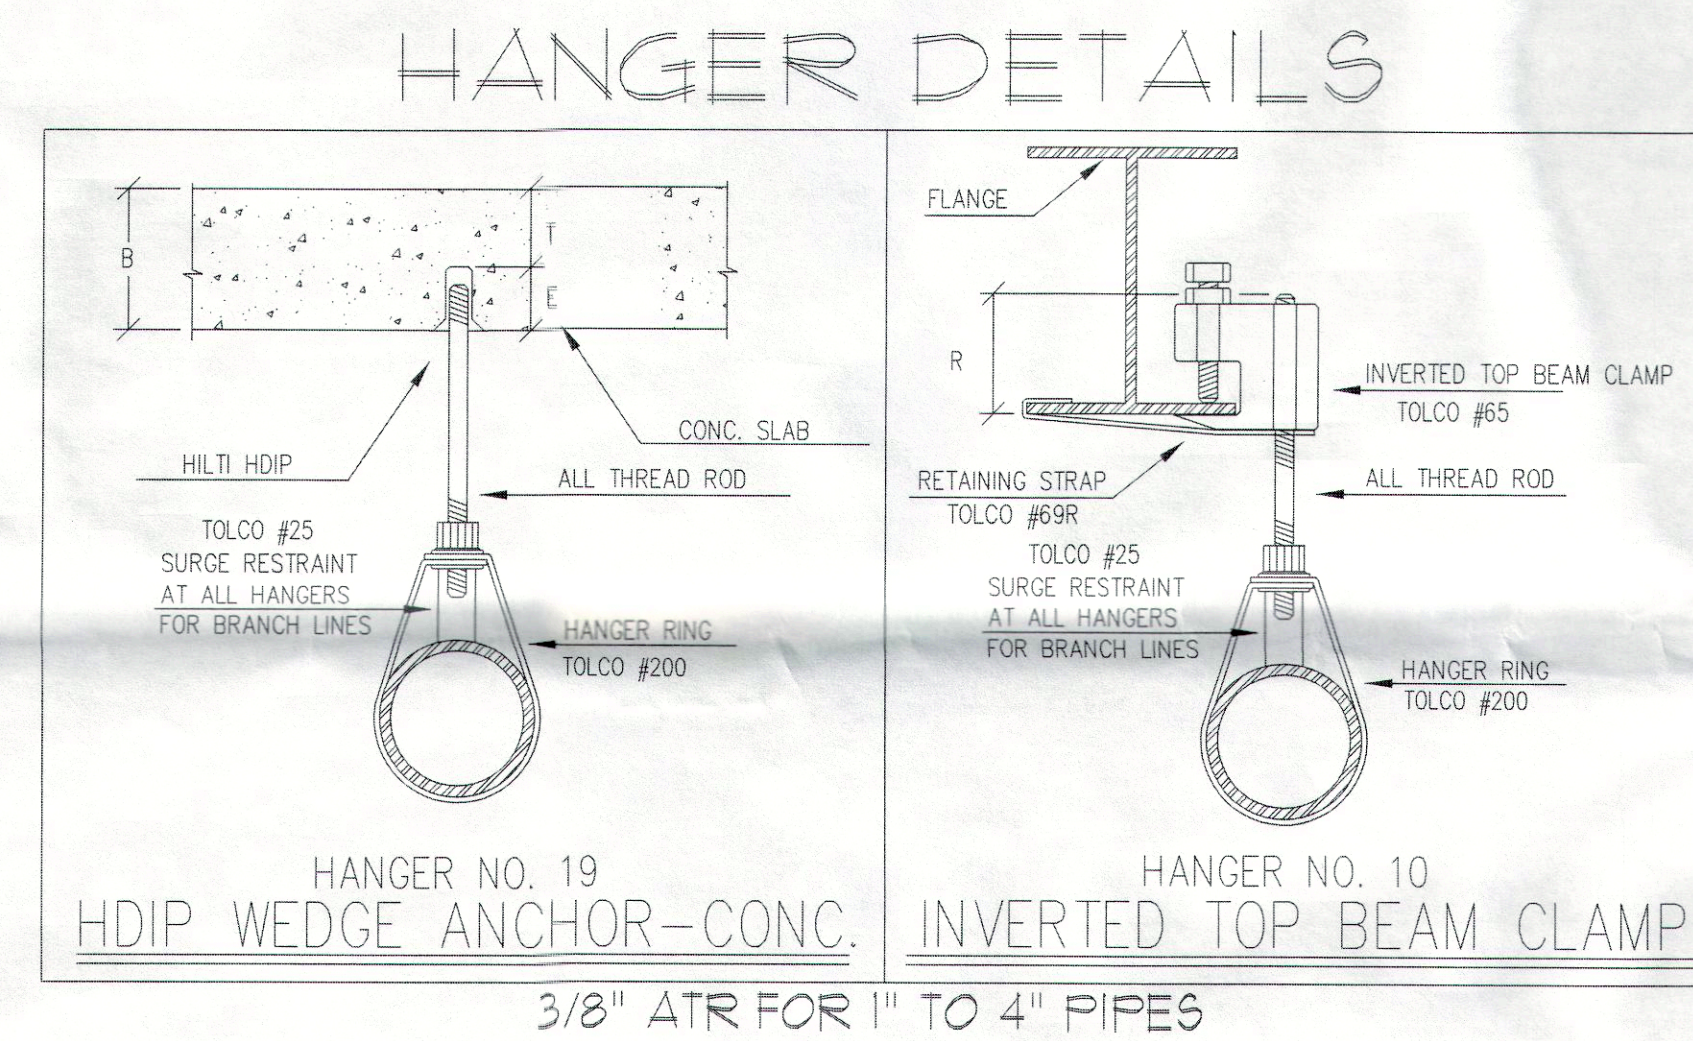 HANGER DETAILS
B
T
E
HILTI HDIP
CONC. SLAB
ALL THREAD ROD
TOLCO #25
SURGE RESTRAINT
AT ALL HANGERS
FOR BRANCH LINES
HANGER RING
TOLCO #200
HANGER NO. 19
HDIP WEDGE ANCHOR-CONC.
FLANGE
R
INVERTED TOP BEAM CLAMP
TOLCO #65
RETAINING STRAP
TOLCO #69R
ALL THREAD ROD
TOLCO #25
SURGE RESTRAINT
AT ALL HANGERS
FOR BRANCH LINES
HANGER RING
TOLCO #200
HANGER NO. 10
INVERTED TOP BEAM CLAMP
3/8" ATR FOR 1" TO 4" PIPES